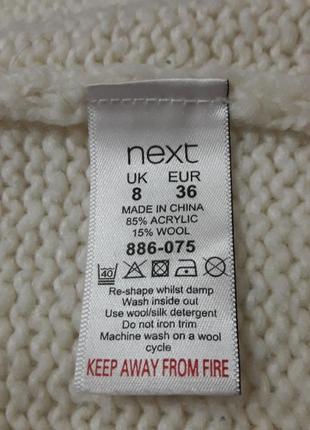 next
UK EUR
8 36
MADE IN CHINA
85% ACRYLIC
15% WOOL
886-075
40
Re-shape whilst damp
Wash inside out
Use wool/silk detergent
Do not iron trim
Machine wash on a wool
cycle
KEEP AWAY FROM FIRE